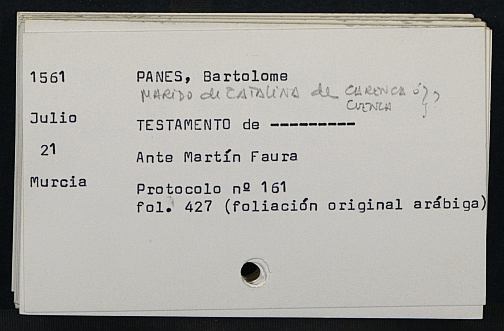 1561 PANES, Bartolome
MARIDO de CATALINA de CARENCA ó
CUENCA
Julio TESTAMENTO de ---------
21 Ante Martín Faura
Murcia Protocolo nº 161
fol. 427 (foliación original arábiga)